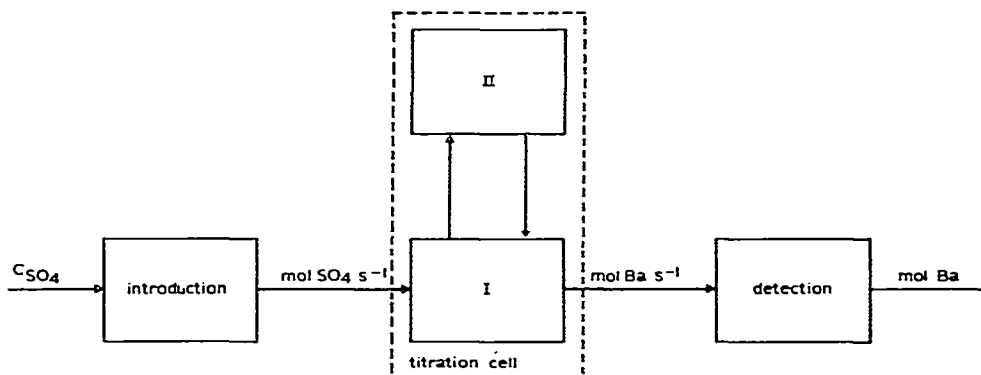 II
C_SO4
introduction
mol SO4 s⁻¹
I
mol Ba s⁻¹
detection
mol Ba
titration cell